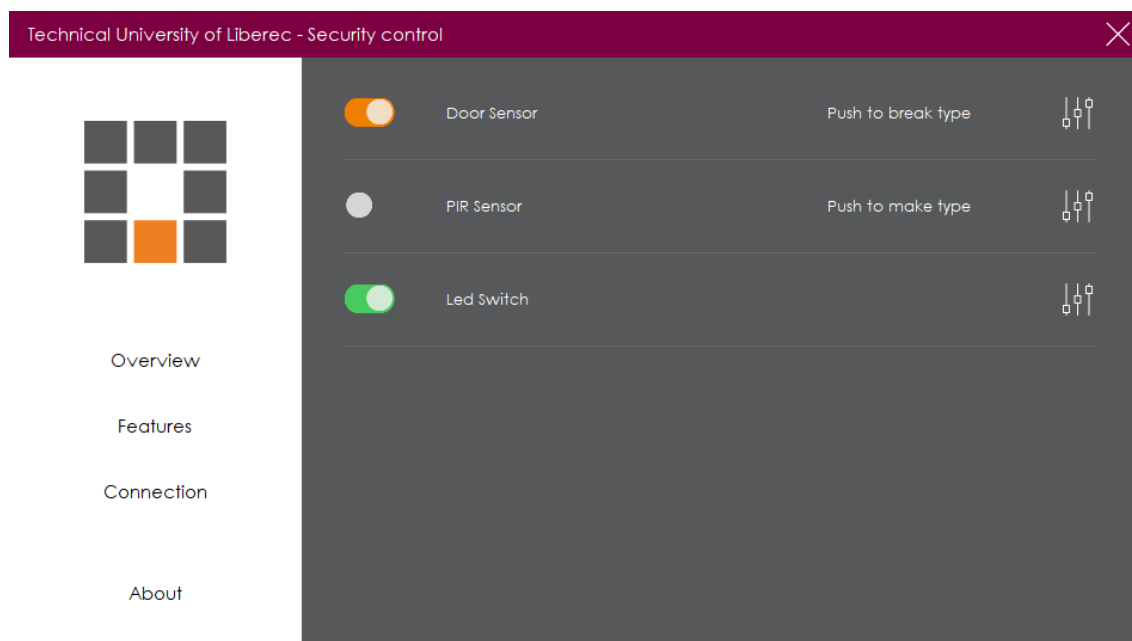 Technical University of Liberec - Security control
Door Sensor Push to break type
PIR Sensor Push to make type
Led Switch
Overview
Features
Connection
About